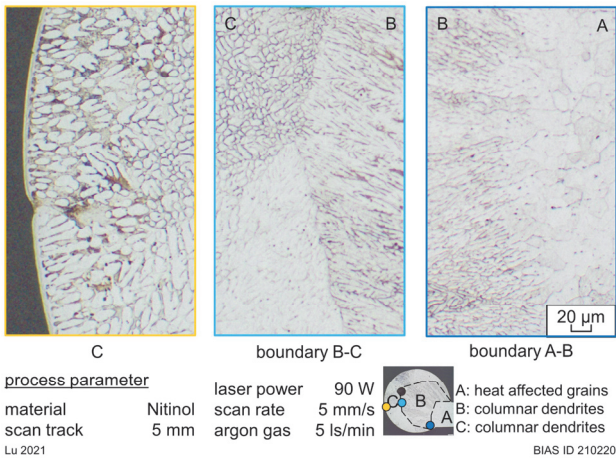 C B
B A
20 µm
C
boundary B-C
boundary A-B
process parameter
material Nitinol
scan track 5 mm
laser power 90 W
scan rate 5 mm/s
argon gas 5 ls/min
C B A
A: heat affected grains
B: columnar dendrites
C: columnar dendrites
Lu 2021
BIAS ID 210220